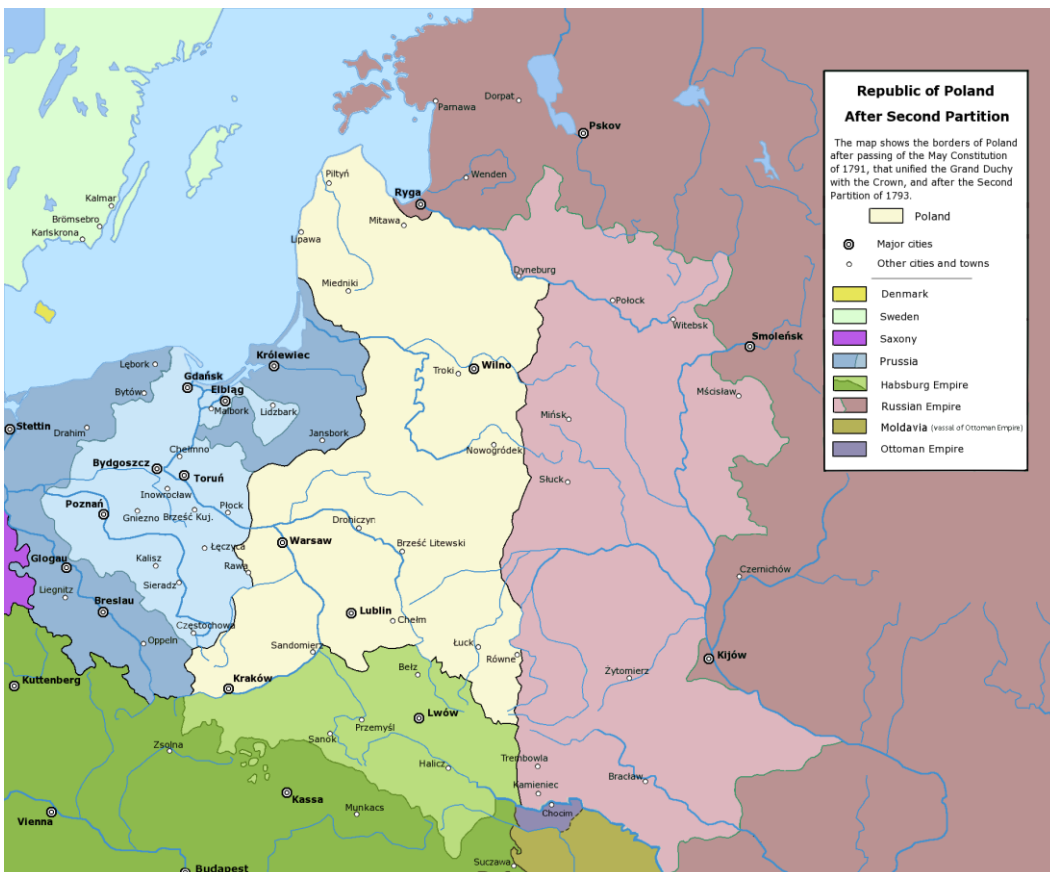 Republic of Poland
After Second Partition
The map shows the borders of Poland
after passing of the May Constitution
of 1791, that unified the Grand Duchy
with the Crown, and after the Second
Partition of 1793.
Poland
Major cities
Other cities and towns
Denmark
Sweden
Saxony
Prussia
Habsburg Empire
Russian Empire
Moldavia (vassal of Ottoman Empire)
Ottoman Empire
Parnawa
Dorpat
Pskov
Piltyń
Wenden
Ryga
Kalmar
Brömsebro
Karlskrona
Mitawa
Lipawa
Dyneburg
Miedniki
Połock
Witebsk
Smoleńsk
Królewiec
Lębork
Gdańsk
Wilno
Troki
Bytów
Elbląg
Malbork
Lidzbark
Mścisław
Mińsk
Stettin
Drahim
Jansbork
Chełmno
Nowogródek
Bydgoszcz
Toruń
Słuck
Inowrocław
Poznań
Gniezno
Brześć Kuj.
Płock
Drohiczyn
Warsaw
Brześć Litewski
Łęczyca
Glogau
Kalisz
Rawa
Sieradz
Czernichów
Liegnitz
Breslau
Lublin
Chełm
Częstochowa
Oppeln
Sandomierz
Łuck
Równe
Kijów
Bełz
Żytomierz
Kuttenberg
Kraków
Lwów
Przemyśl
Sanok
Zsolna
Halicz
Trembowla
Bracław
Kamieniec
Kassa
Munkacs
Chocim
Vienna
Suczawa
Budapest